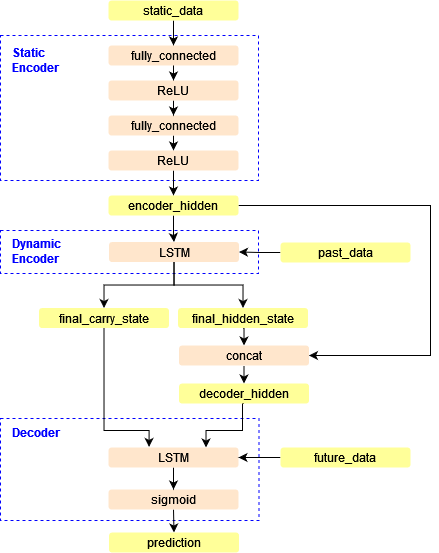 static_data
Static
Encoder
fully_connected
ReLU
fully_connected
ReLU
encoder_hidden
Dynamic
Encoder
LSTM
past_data
final_carry_state
final_hidden_state
concat
decoder_hidden
Decoder
LSTM
future_data
sigmoid
prediction